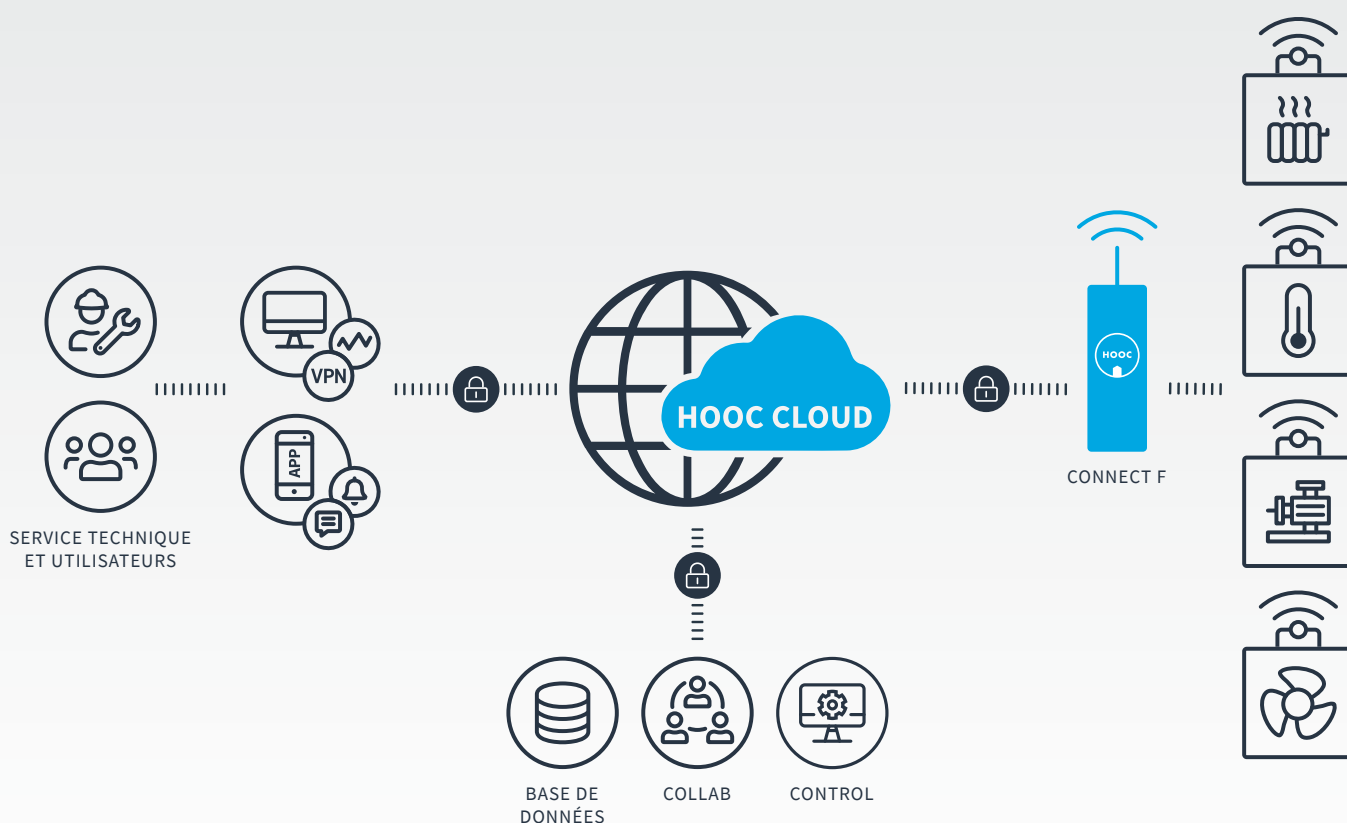 VPN
APP
SERVICE TECHNIQUE
ET UTILISATEURS
HOOC CLOUD
HOOC
CONNECT F
BASE DE
DONNÉES
COLLAB
CONTROL